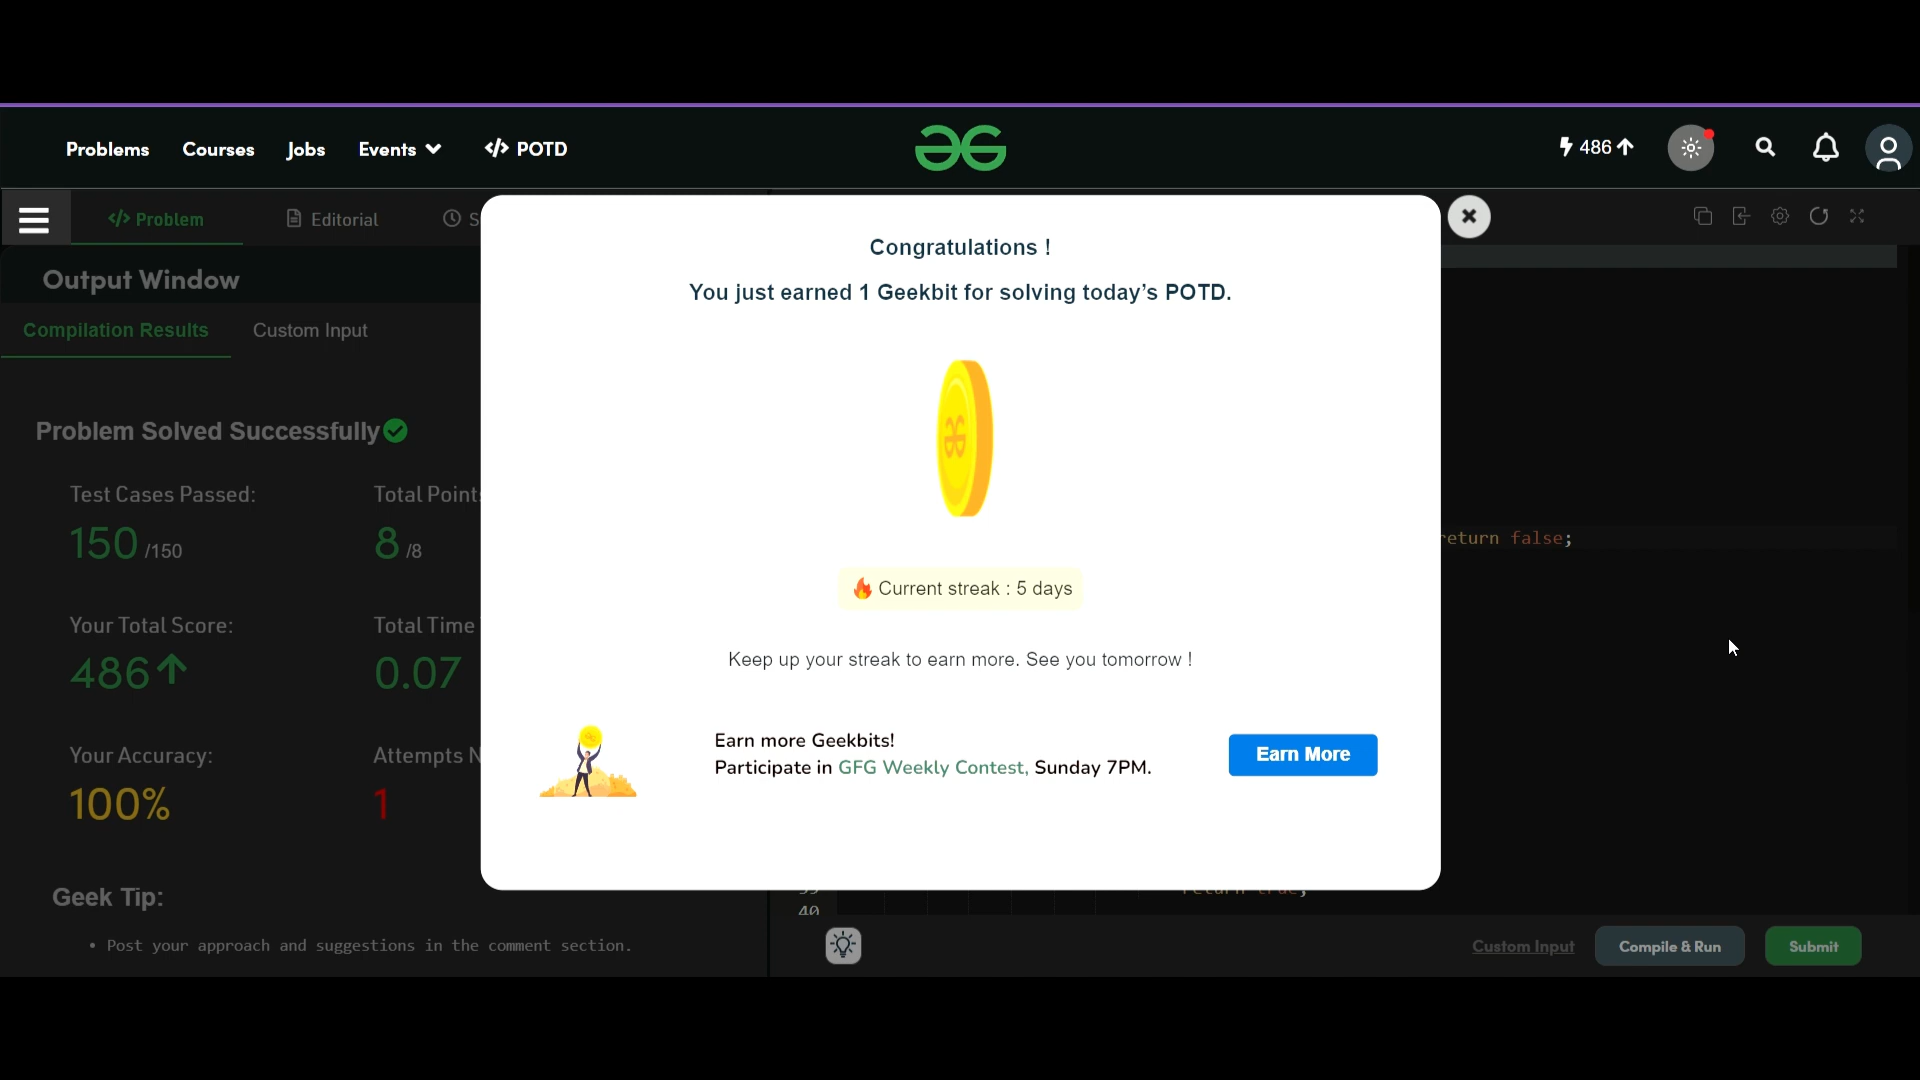 Problems Courses Jobs Events </> POTD
486
</> Problem Editorial
Output Window
Compilation Results Custom Input
Problem Solved Successfully
Test Cases Passed:
150 /150
Total Points
8 /8
Your Total Score:
486
Total Time
0.07
Your Accuracy:
100%
Attempts
1
Geek Tip:
• Post your approach and suggestions in the comment section.
Congratulations !
You just earned 1 Geekbit for solving today’s POTD.
Current streak : 5 days
Keep up your streak to earn more. See you tomorrow !
Earn more Geekbits!
Participate in GFG Weekly Contest, Sunday 7PM.
Earn More
return false;
40
Custom Input Compile & Run Submit